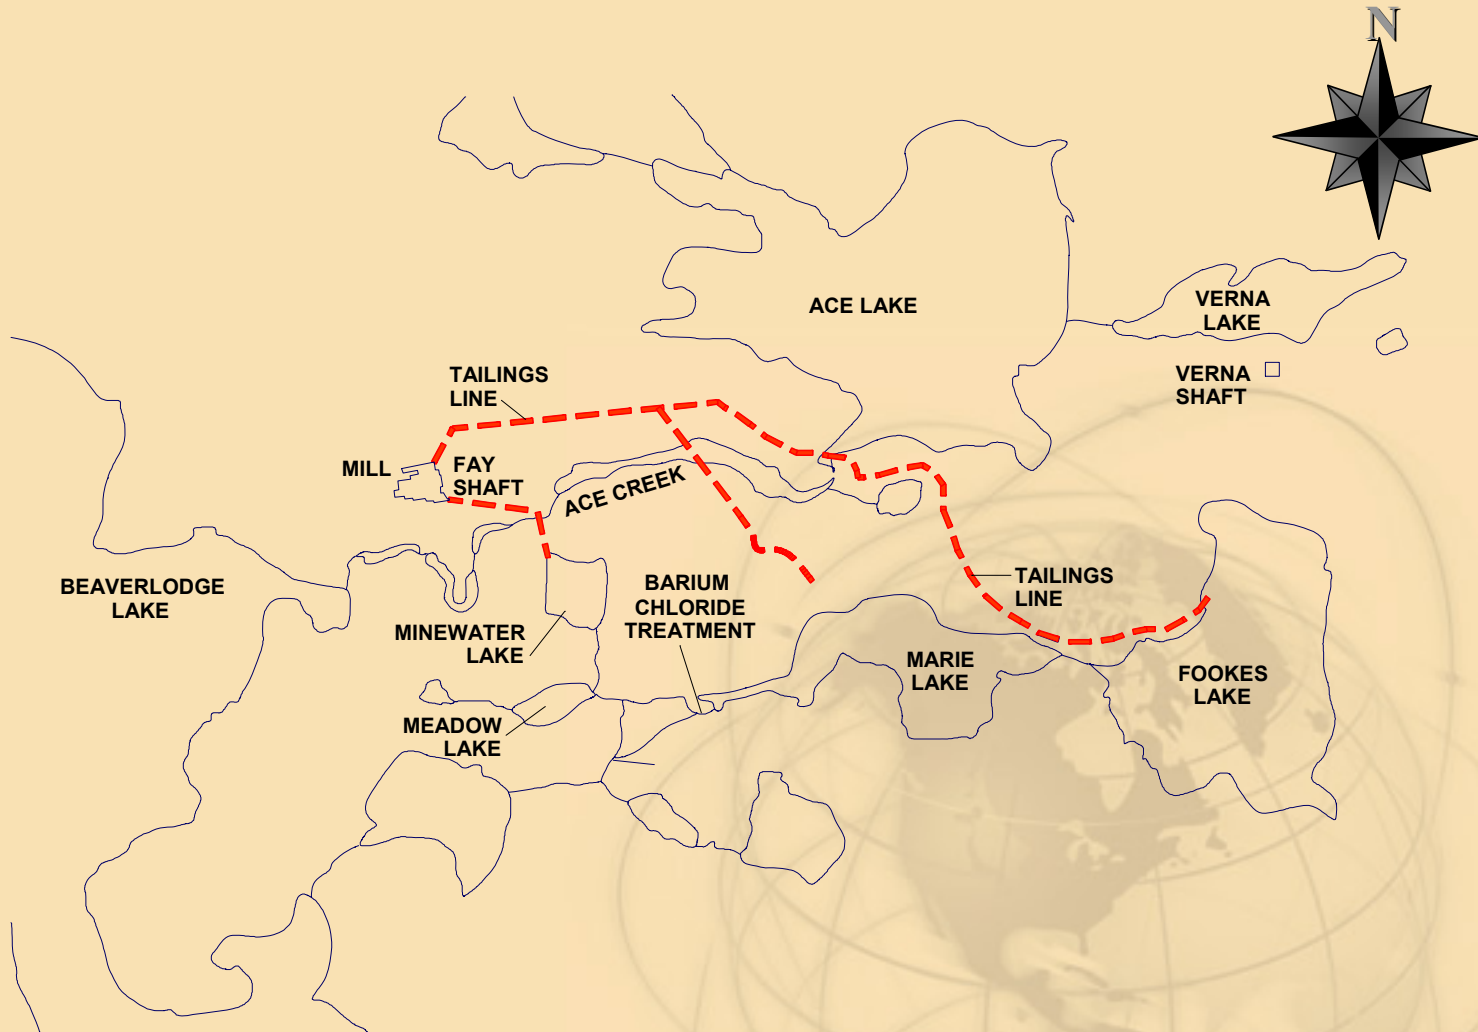 N
ACE LAKE
VERNA
LAKE
VERNA
SHAFT
TAILINGS
LINE
MILL
FAY
SHAFT
ACE CREEK
BEAVERLODGE
LAKE
MINEWATER
LAKE
BARIUM
CHLORIDE
TREATMENT
TAILINGS
LINE
MARIE
LAKE
FOOKES
LAKE
MEADOW
LAKE